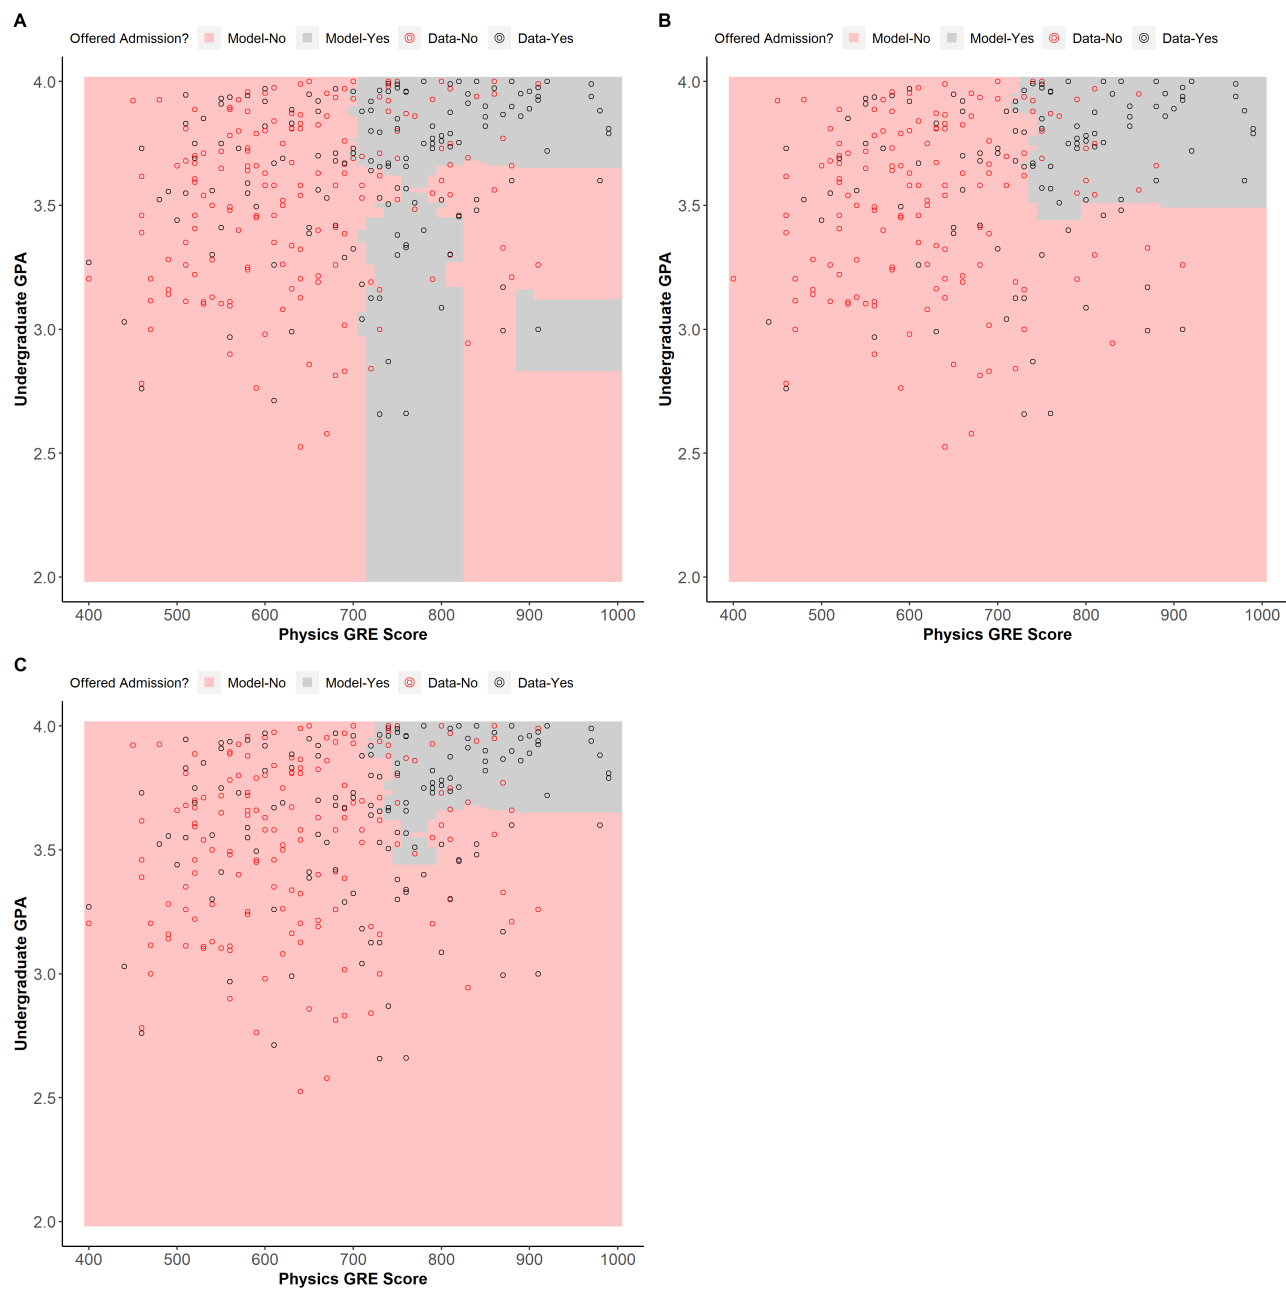 A
Offered Admission? Model-No Model-Yes Data-No Data-Yes
4.0
3.5
3.0
2.5
2.0
Undergraduate GPA
400 500 600 700 800 900 1000
Physics GRE Score
B
Offered Admission? Model-No Model-Yes Data-No Data-Yes
4.0
3.5
3.0
2.5
2.0
Undergraduate GPA
400 500 600 700 800 900 1000
Physics GRE Score
C
Offered Admission? Model-No Model-Yes Data-No Data-Yes
4.0
3.5
3.0
2.5
2.0
Undergraduate GPA
400 500 600 700 800 900 1000
Physics GRE Score